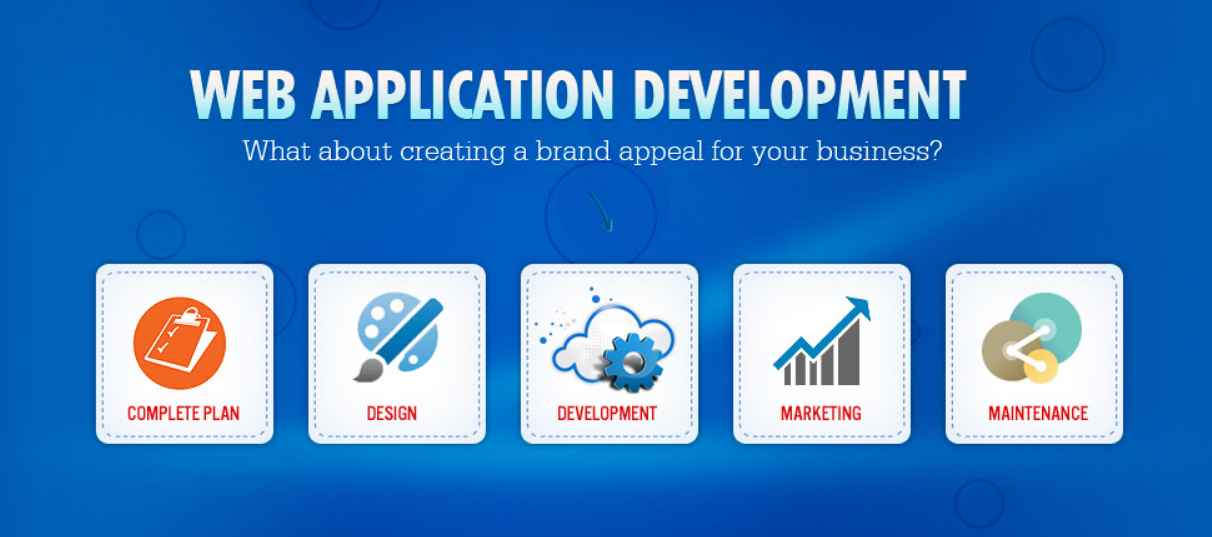 WEB APPLICATION DEVELOPMENT
What about creating a brand appeal for your business?
COMPLETE PLAN
DESIGN
DEVELOPMENT
MARKETING
MAINTENANCE